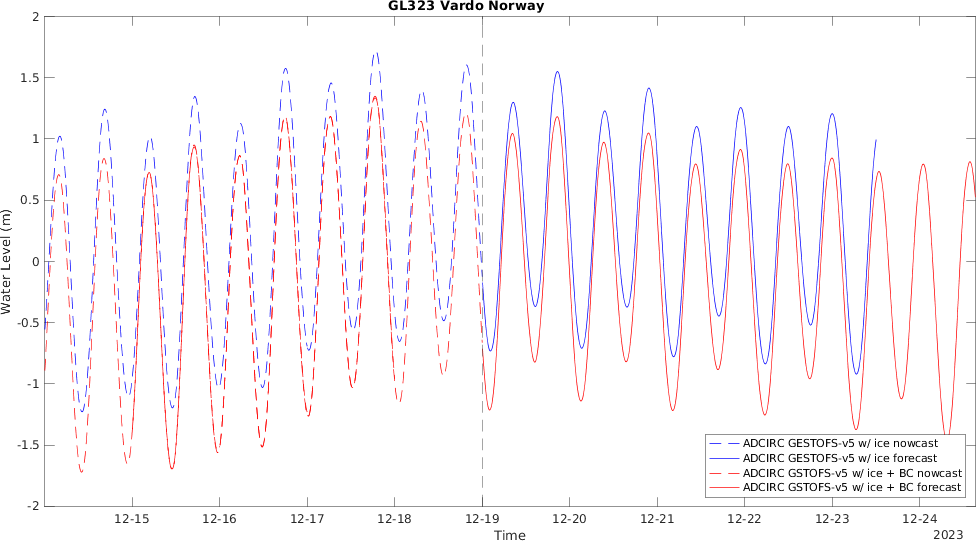 GL323 Vardo Norway
2
1.5
1
0.5
0
-0.5
-1
-1.5
-2
Water Level (m)
ADCIRC GESTOFS-v5 w/ ice nowcast
ADCIRC GESTOFS-v5 w/ ice forecast
ADCIRC GSTOFS-v5 w/ ice + BC nowcast
ADCIRC GSTOFS-v5 w/ ice + BC forecast
12-15 12-16 12-17 12-18 12-19 12-20 12-21 12-22 12-23 12-24
Time
2023